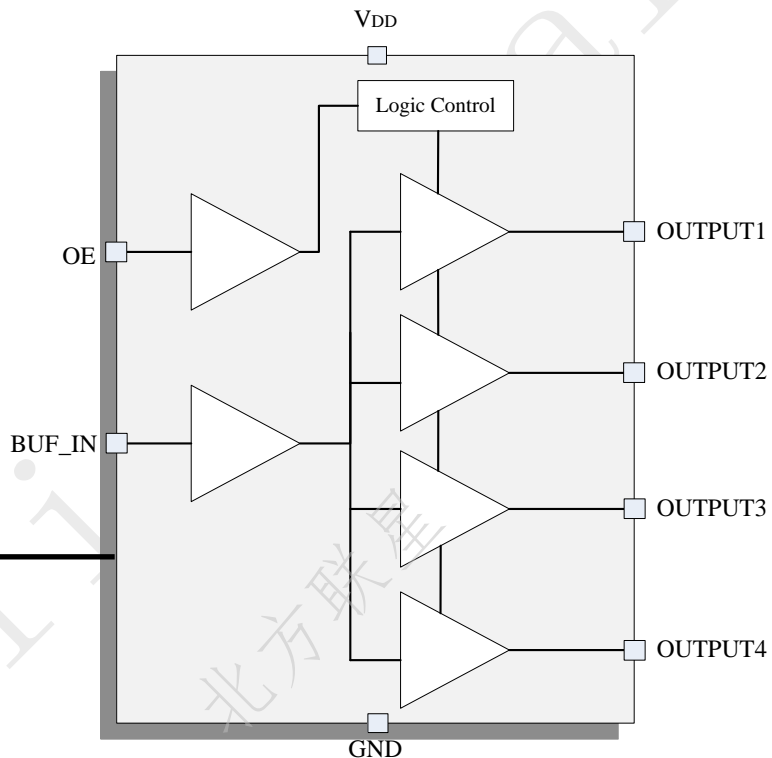 VDD
Logic Control
OE
OUTPUT1
OUTPUT2
BUF_IN
OUTPUT3
OUTPUT4
GND
北方联星